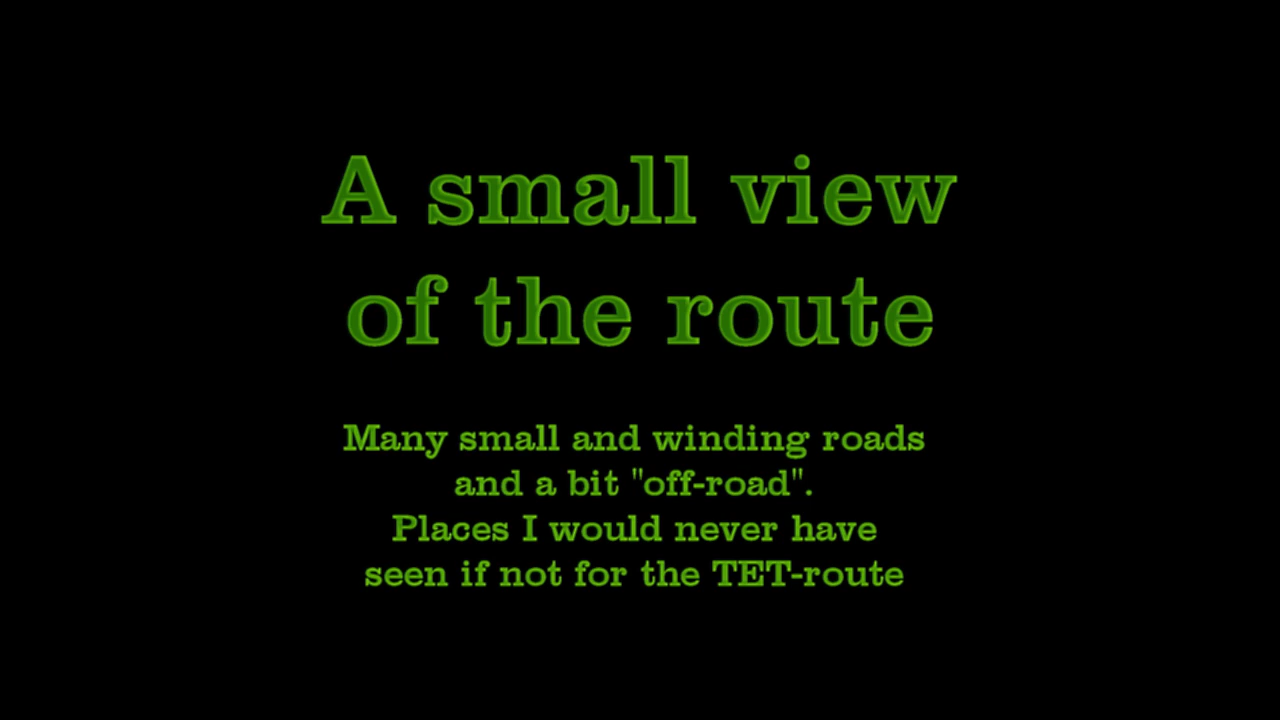 A small view
of the route
Many small and winding roads
and a bit "off-road".
Places I would never have
seen if not for the TET-route